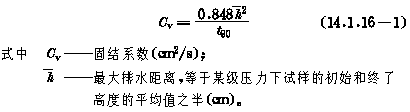 C_v = 0.848h̄² / t₉₀ (14.1.16-1)
式中 C_v——固结系数(cm²/s);
h̄——最大排水距离,等于某级压力下试样的初始和终了
高度的平均值之半(cm)。